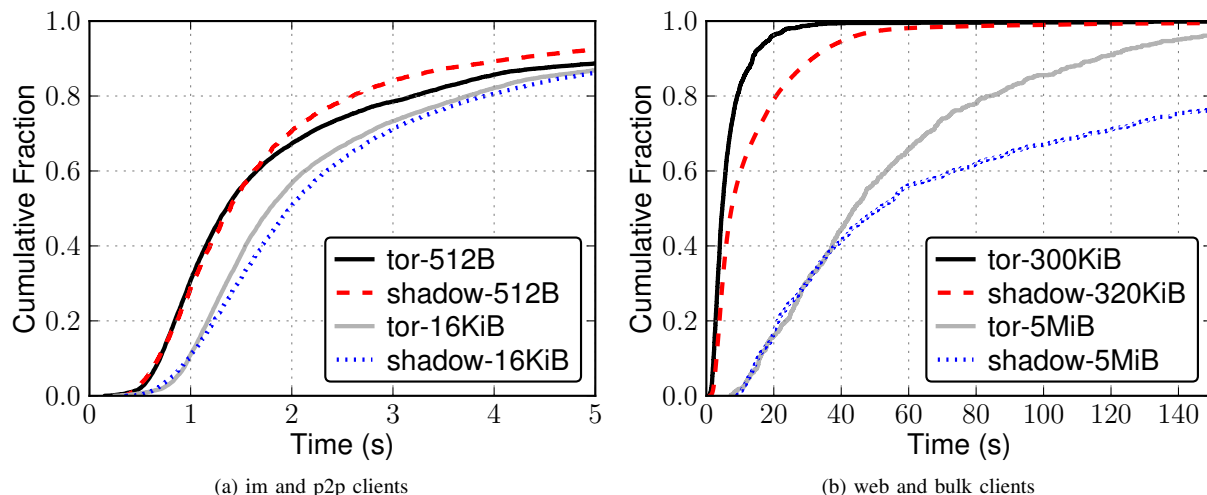 1.0
0.8
0.6
0.4
0.2
0.0
Cumulative Fraction
tor-512B
shadow-512B
tor-16KiB
shadow-16KiB
0 1 2 3 4 5
Time (s)
(a) im and p2p clients
1.0
0.8
0.6
0.4
0.2
0.0
Cumulative Fraction
tor-300KiB
shadow-320KiB
tor-5MiB
shadow-5MiB
0 20 40 60 80 100 120 140
Time (s)
(b) web and bulk clients